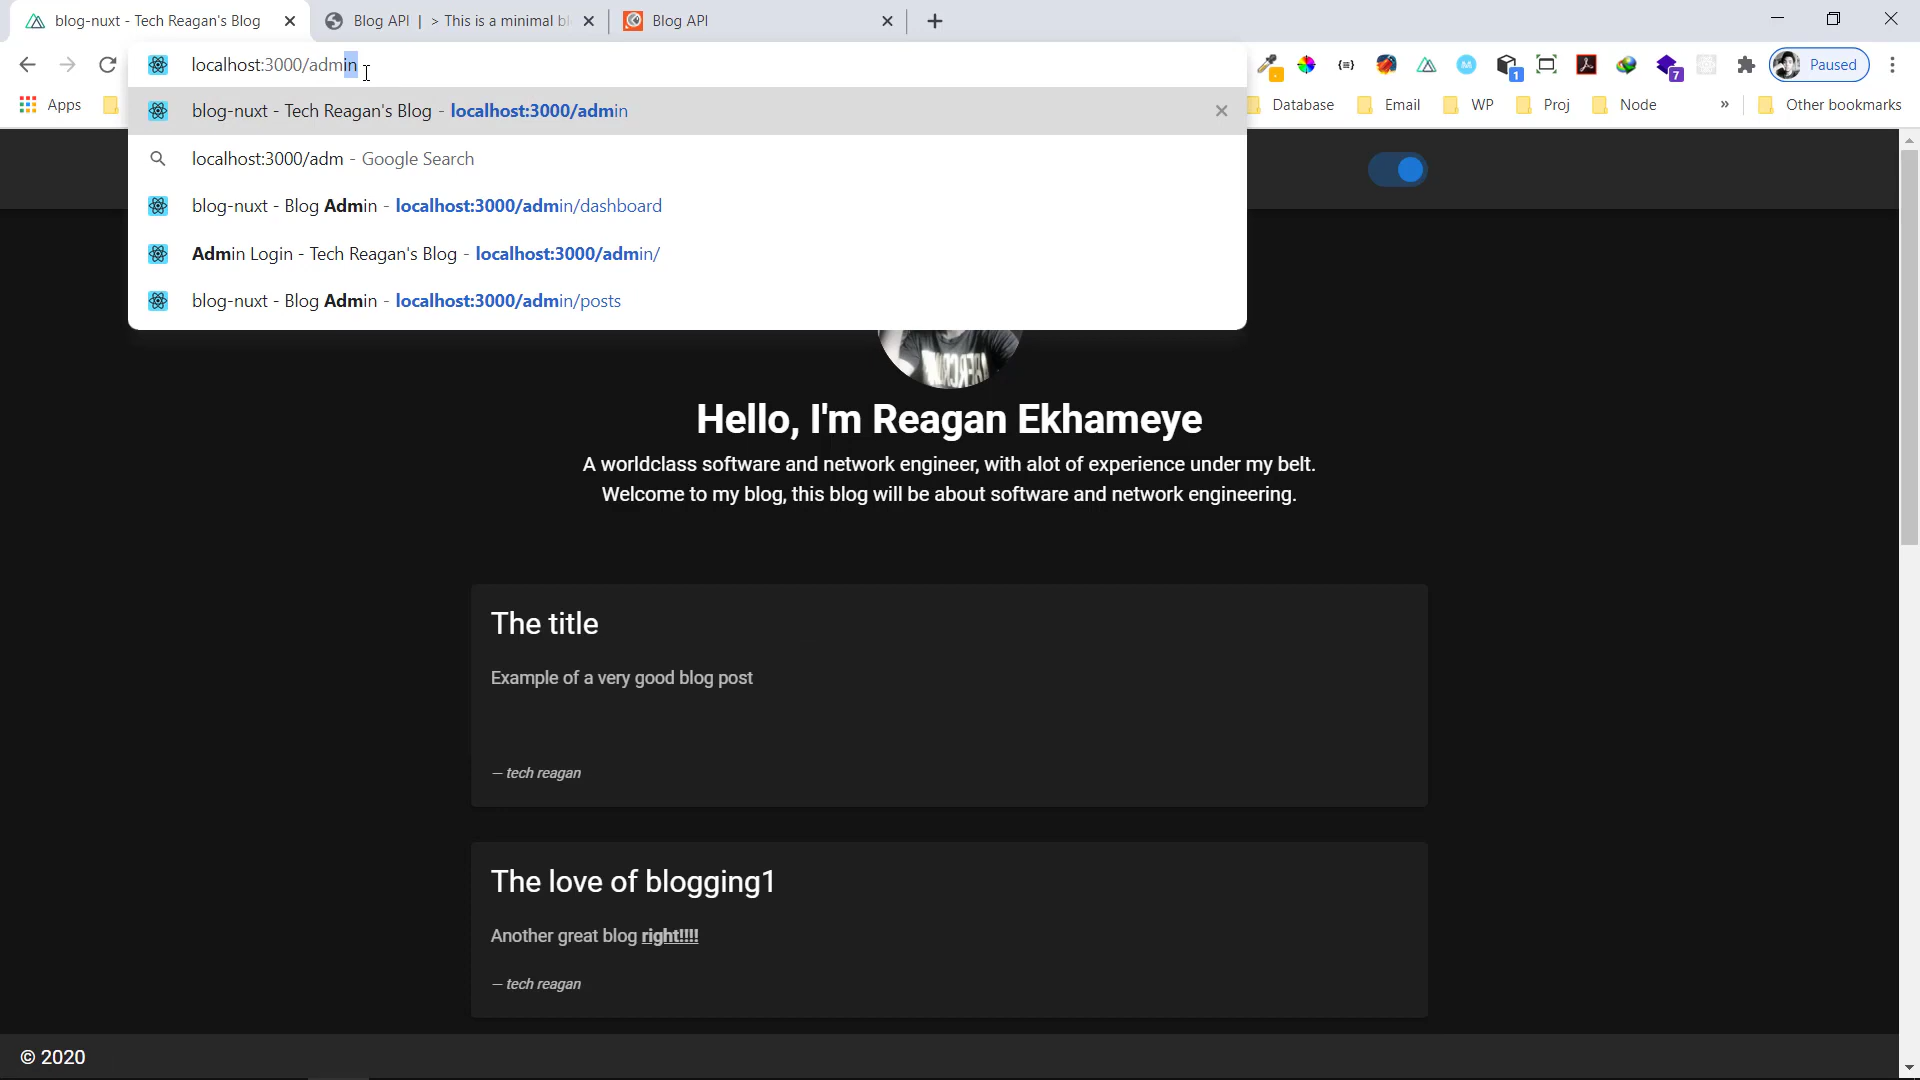 blog-nuxt - Tech Reagan's Blog
Blog API | > This is a minimal bl
Blog API
localhost:3000/admin
1
7
Paused
Apps
Database
Email
WP
Proj
Node
»
Other bookmarks
blog-nuxt - Tech Reagan's Blog - localhost:3000/admin
localhost:3000/adm - Google Search
blog-nuxt - Blog Admin - localhost:3000/admin/dashboard
Admin Login - Tech Reagan's Blog - localhost:3000/admin/
blog-nuxt - Blog Admin - localhost:3000/admin/posts
Hello, I'm Reagan Ekhameye
A worldclass software and network engineer, with alot of experience under my belt.
Welcome to my blog, this blog will be about software and network engineering.
The title
Example of a very good blog post
— tech reagan
The love of blogging1
Another great blog right!!!!
— tech reagan
© 2020